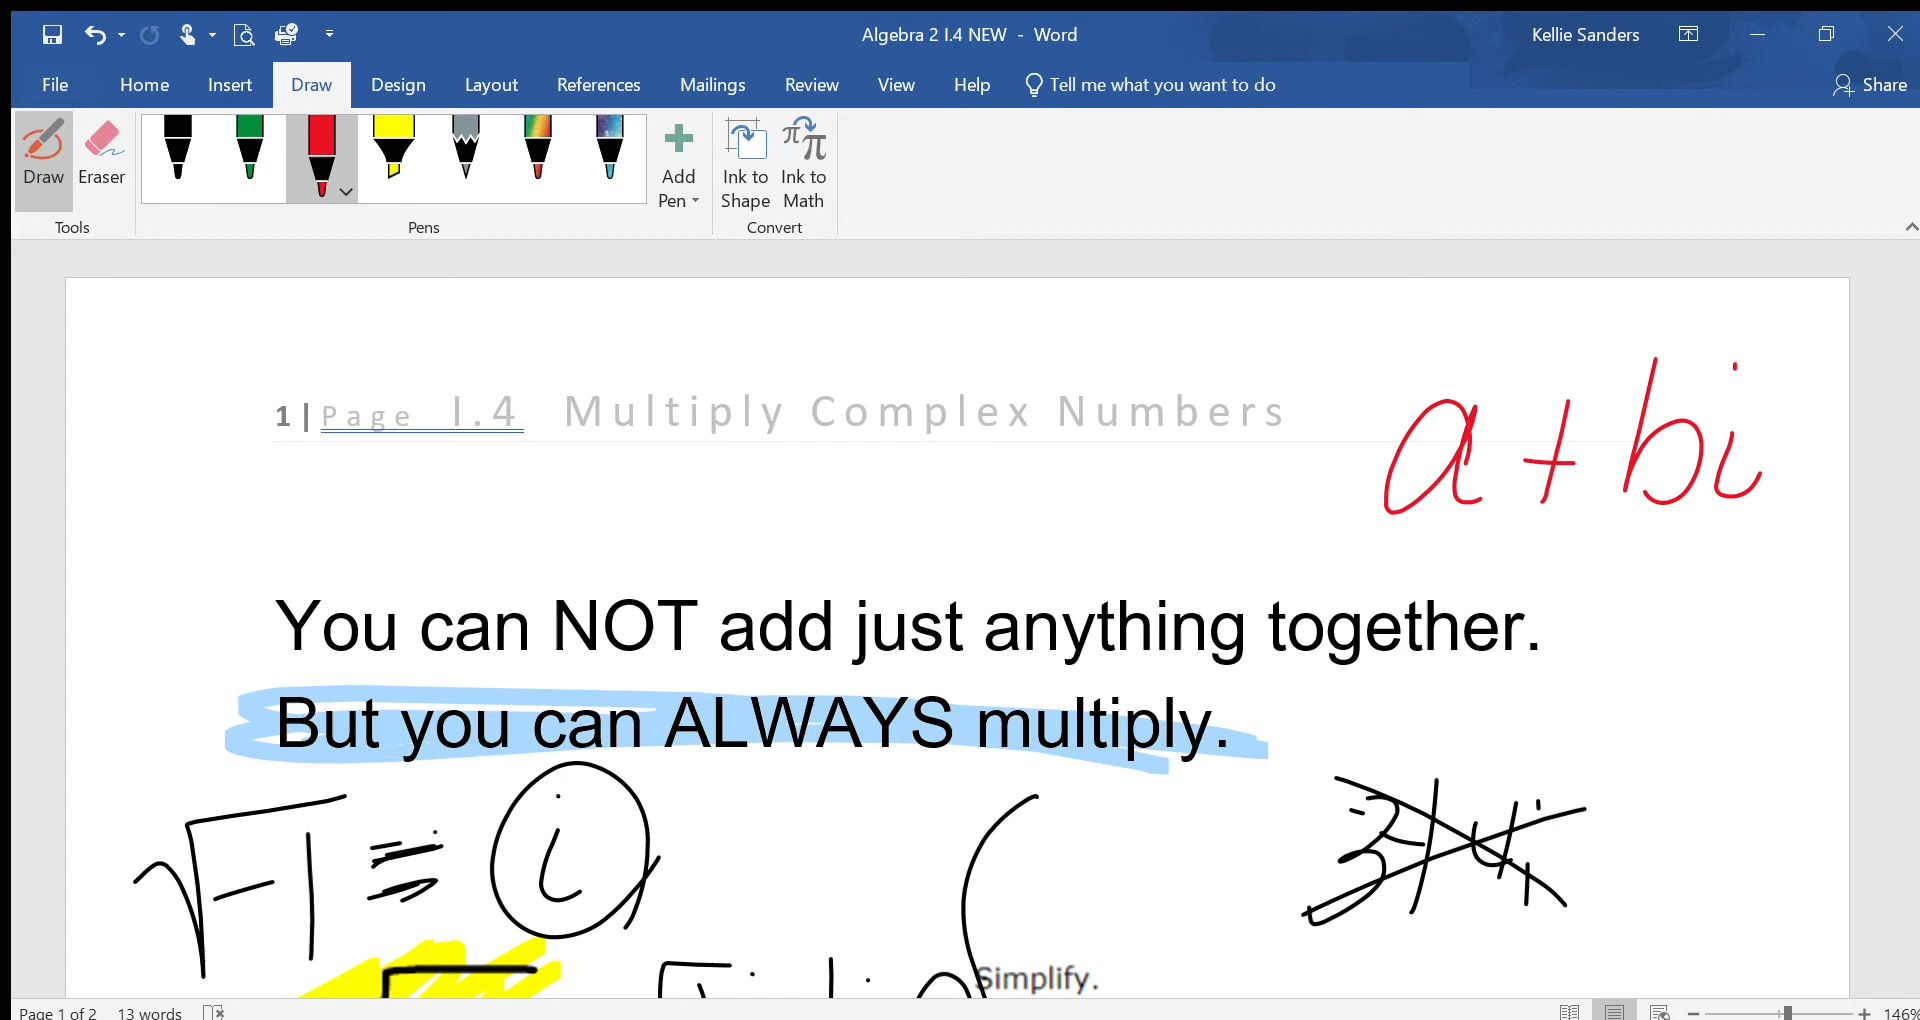 Algebra 2 I.4 NEW - Word
Kellie Sanders
File Home Insert Draw Design Layout References Mailings Review View Help Tell me what you want to do Share
Draw Eraser
Add Pen
Ink to Shape
Ink to Math
Tools Pens Convert
1 | Page I.4 Multiply Complex Numbers
a + bi
You can NOT add just anything together.
But you can ALWAYS multiply.
√-1 = i
Simplify.
Page 1 of 2 13 words 146%